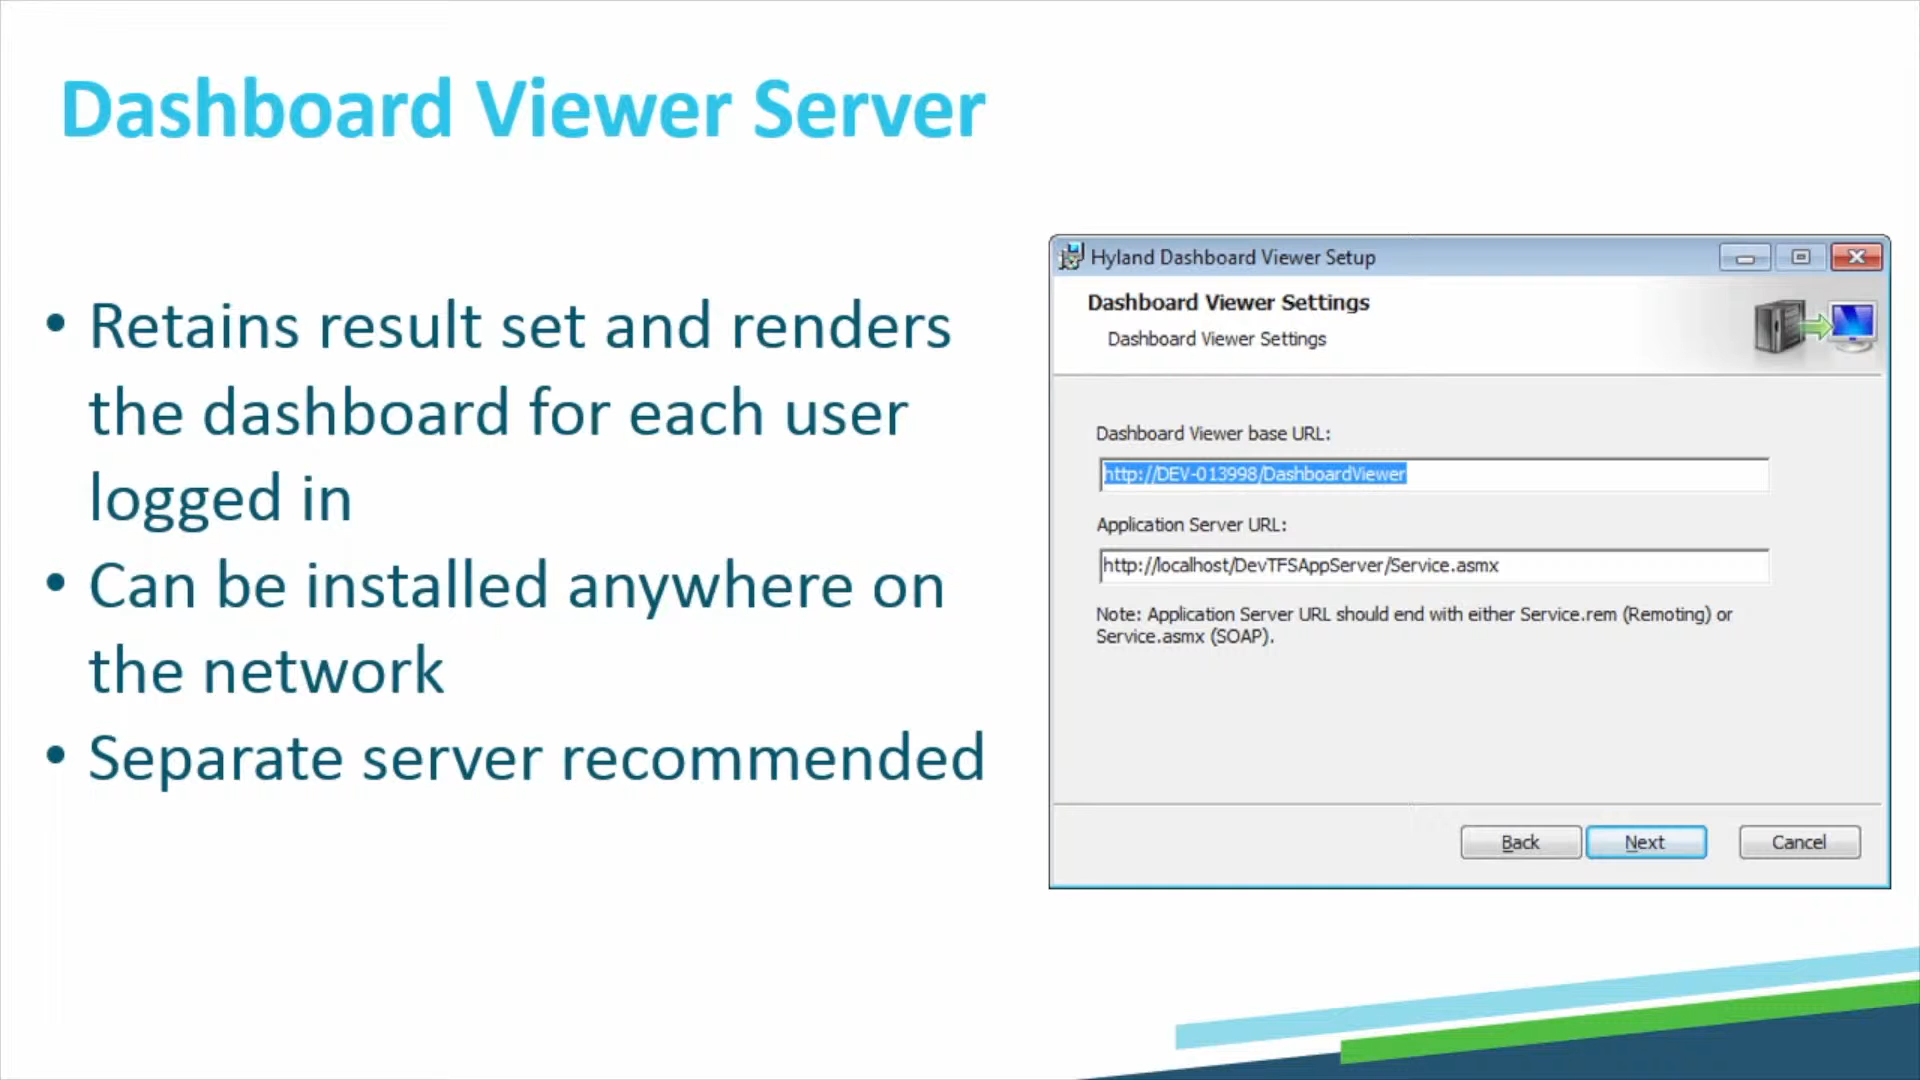 Dashboard Viewer Server
• Retains result set and renders
the dashboard for each user
logged in
• Can be installed anywhere on
the network
• Separate server recommended
Hyland Dashboard Viewer Setup
Dashboard Viewer Settings
Dashboard Viewer Settings
Dashboard Viewer base URL:
http://DEV-013998/DashboardViewer
Application Server URL:
http://localhost/DevTFSAppServer/Service.asmx
Note: Application Server URL should end with either Service.rem (Remoting) or
Service.asmx (SOAP).
Back Next Cancel